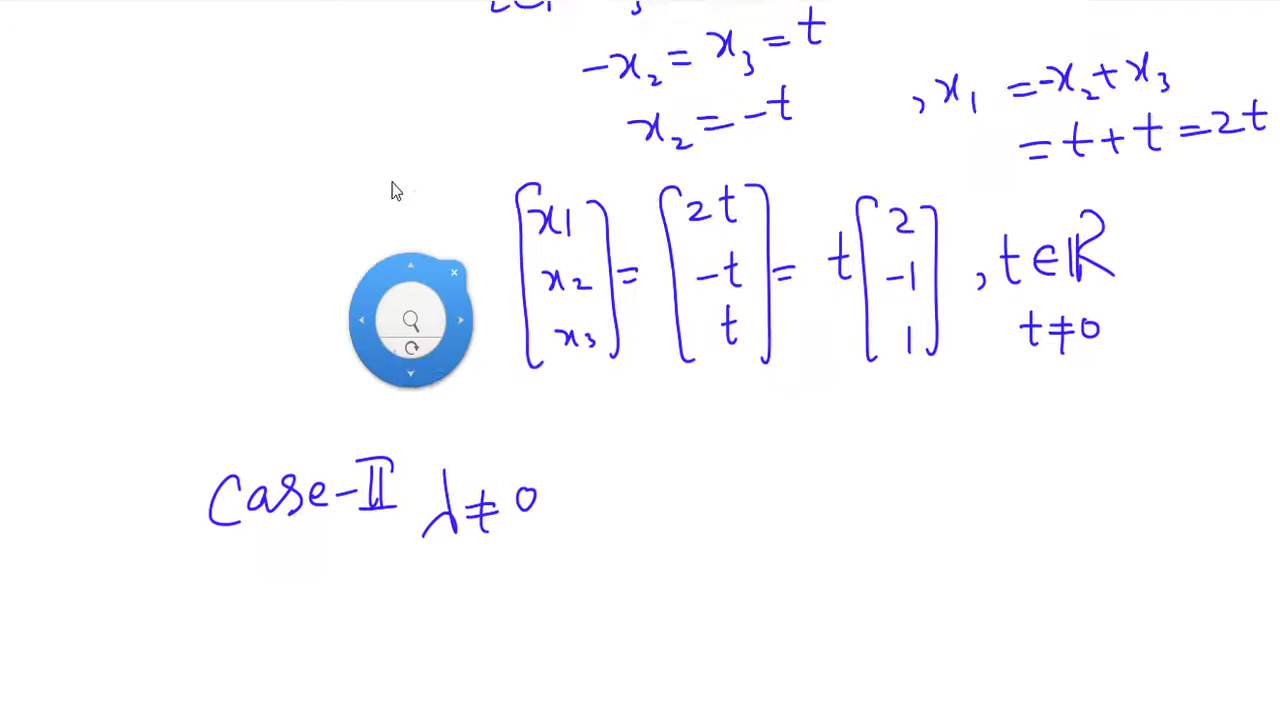 -x₂ = x₃ = t
x₂ = -t
, x₁ = -x₂ + x₃
= t + t = 2t
[x₁ x₂ x₃] = [2t -t t] = t [2 -1 1] , t ∈ ℝ
t ≠ 0
Case-II λ ≠ 0